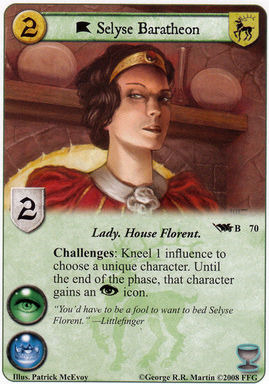 2
Selyse Baratheon
2
B 70
Lady. House Florent.
Challenges: Kneel 1 influence to
choose a unique character. Until
the end of the phase, that character
gains an icon.
"You'd have to be a fool to want to bed Selyse
Florent." —Littlefinger
Illus. Patrick McEvoy
©George R.R. Martin ©2008 FFG